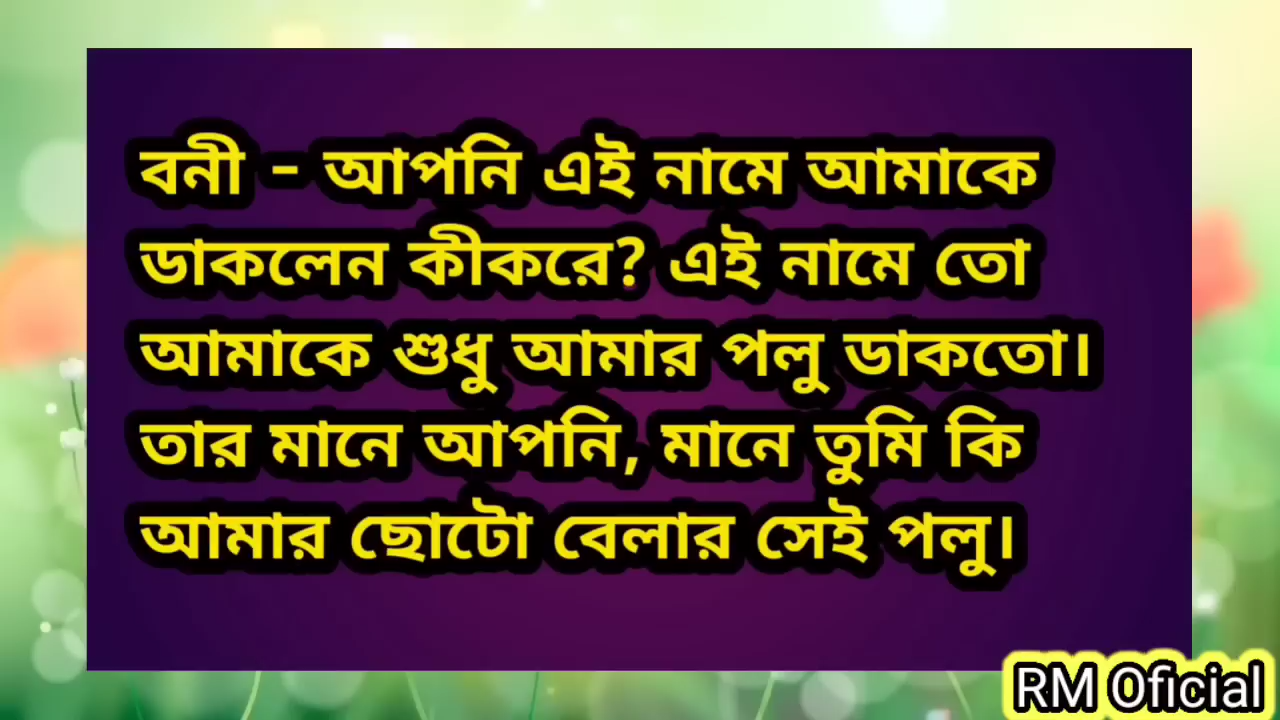 বনী - আপনি এই নামে আমাকে
ডাকলেন কীকরে? এই নামে তো
আমাকে শুধু আমার পলু ডাকতো।
তার মানে আপনি, মানে তুমি কি
আমার ছোটো বেলার সেই পলু।
RM Oficial